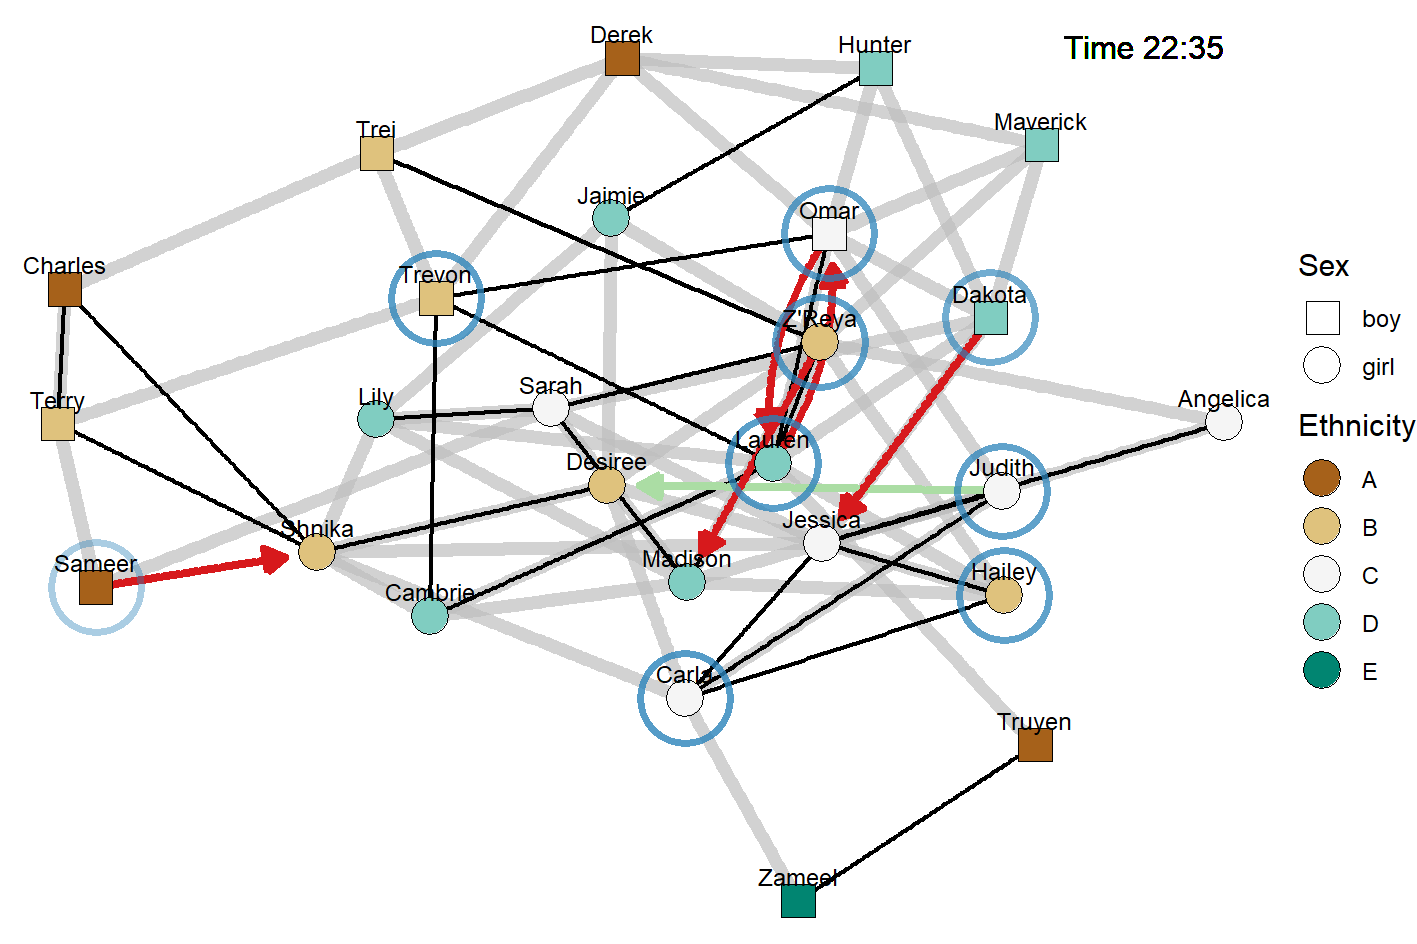 Derek
Hunter
Time 22:35
Maverick
Trei
Jaimie
Omar
Charles
Trevon
Dakota
Z'Reya
Sex
boy
girl
Terry
Lily
Sarah
Angelica
Ethnicity
Lauren
Desiree
Judith
A
Shnika
Jessica
B
Sameer
Madison
Hailey
C
Cambrie
D
Carla
E
Truyen
Zameel